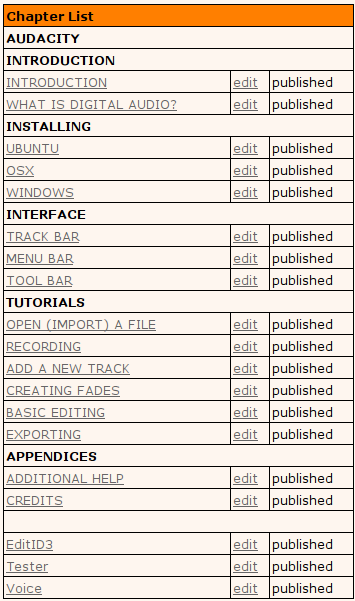 Chapter List
AUDACITY
INTRODUCTION
INTRODUCTION edit published
WHAT IS DIGITAL AUDIO? edit published
INSTALLING
UBUNTU edit published
OSX edit published
WINDOWS edit published
INTERFACE
TRACK BAR edit published
MENU BAR edit published
TOOL BAR edit published
TUTORIALS
OPEN (IMPORT) A FILE edit published
RECORDING edit published
ADD A NEW TRACK edit published
CREATING FADES edit published
BASIC EDITING edit published
EXPORTING edit published
APPENDICES
ADDITIONAL HELP edit published
CREDITS edit published
EditID3 edit published
Tester edit published
Voice edit published